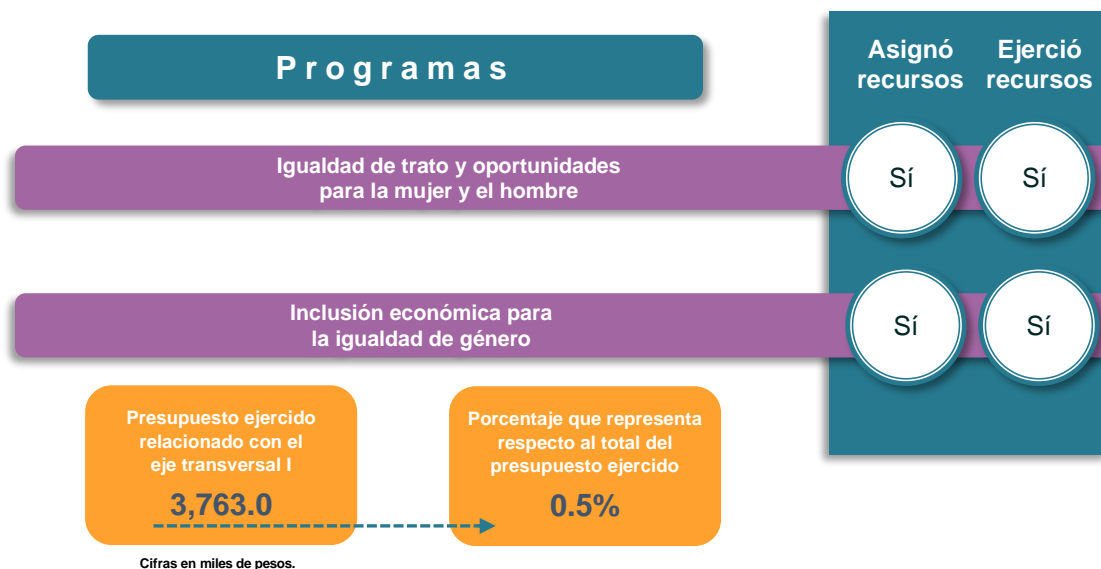 Programas
Asignó
recursos
Ejerció
recursos
Igualdad de trato y oportunidades
para la mujer y el hombre
Sí
Sí
Inclusión económica para
la igualdad de género
Sí
Sí
Presupuesto ejercido
relacionado con el
eje transversal I
3,763.0
Porcentaje que representa
respecto al total del
presupuesto ejercido
0.5%
Cifras en miles de pesos.